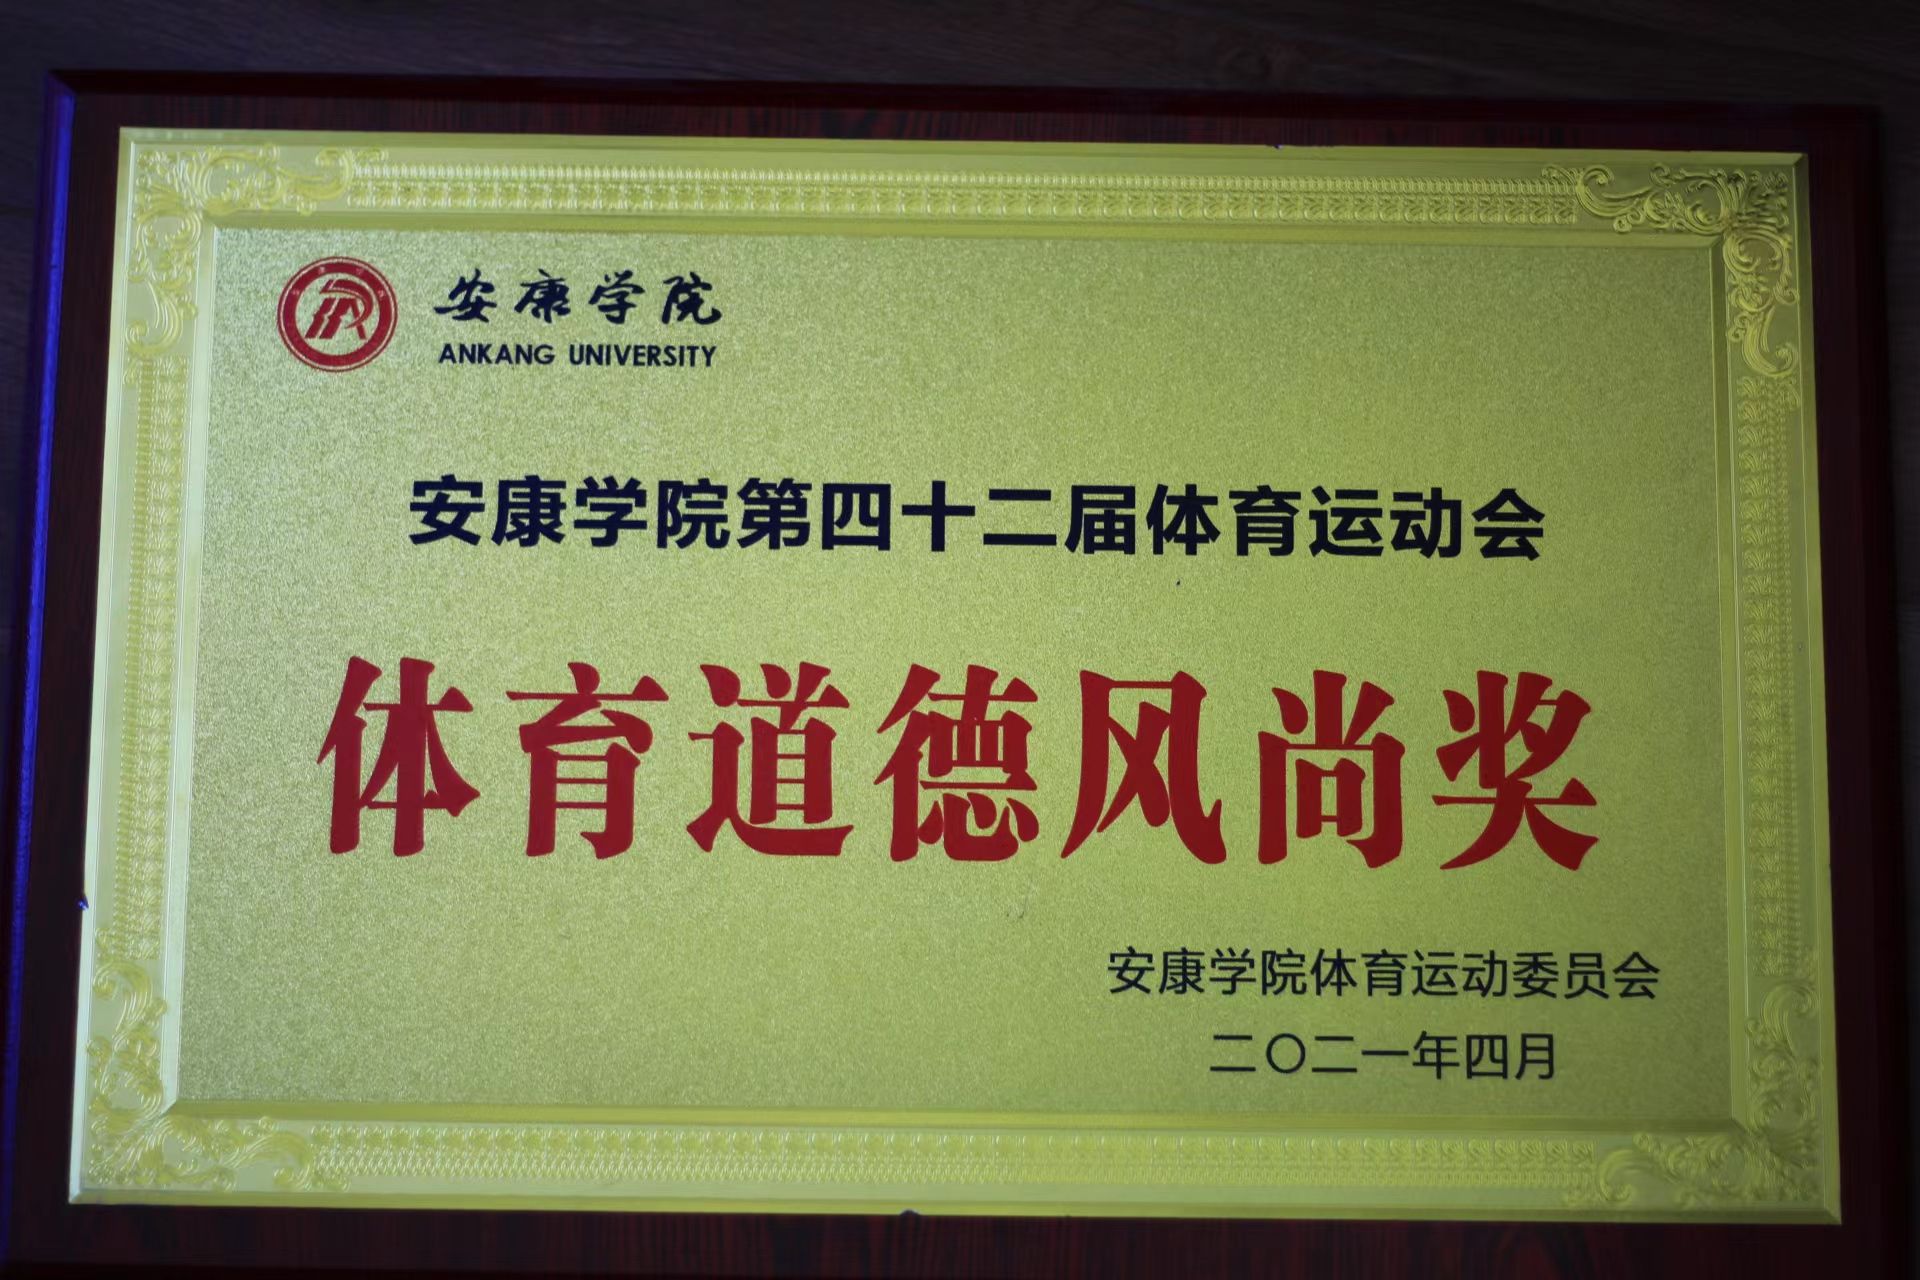 安康学院
ANKANG UNIVERSITY
安康学院第四十二届体育运动会
体育道德风尚奖
安康学院体育运动委员会
二〇二一年四月